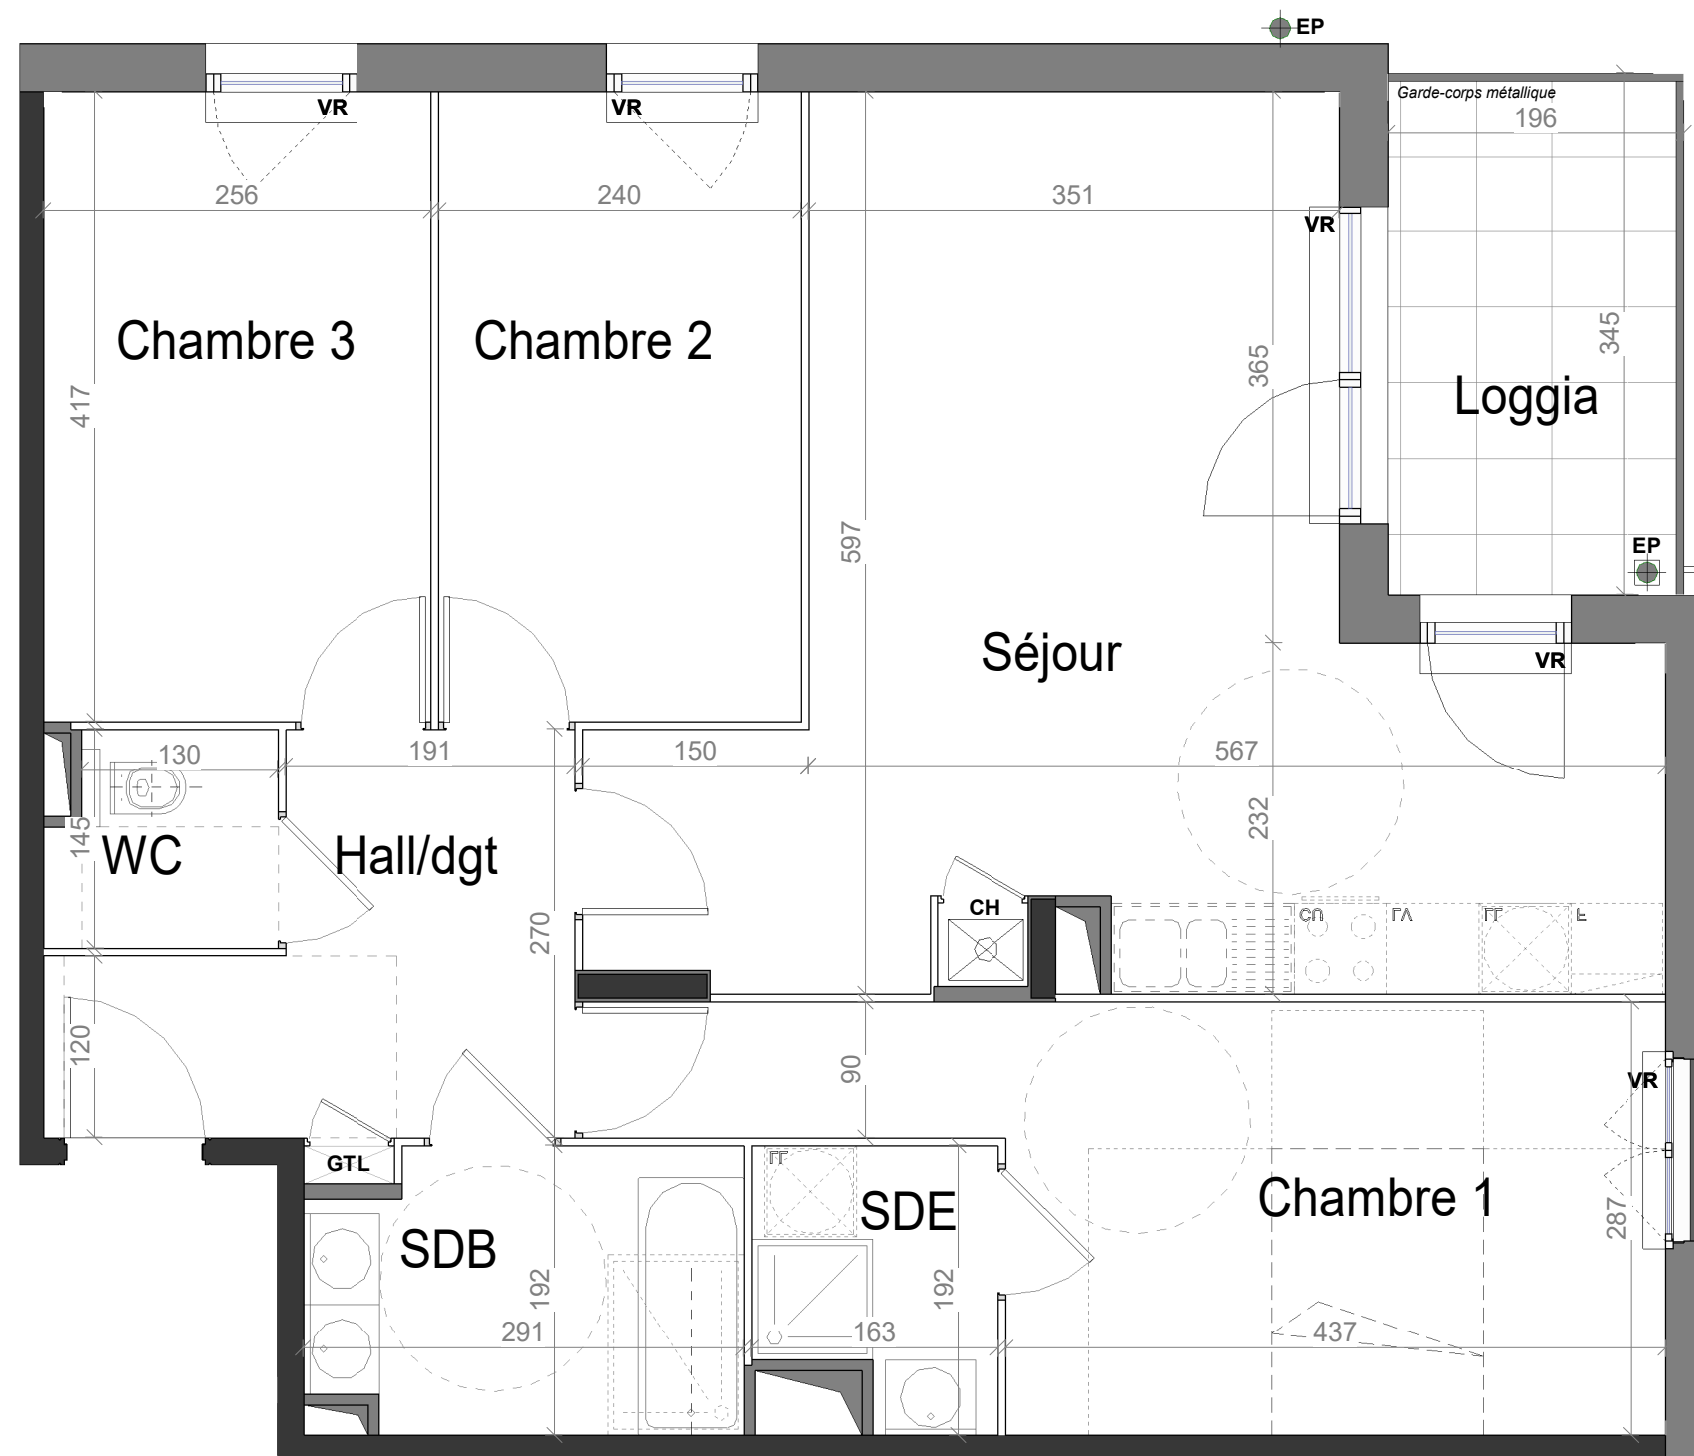 EP
Garde-corps métallique
196
VR
VR
256
240
351
VR
Chambre 3
Chambre 2
417
365
345
Loggia
597
EP
Séjour
VR
130
191
150
567
145
WC
Hall/dgt
232
270
CH
120
90
VR
GTL
SDB
SDE
Chambre 1
287
192
192
291
163
437